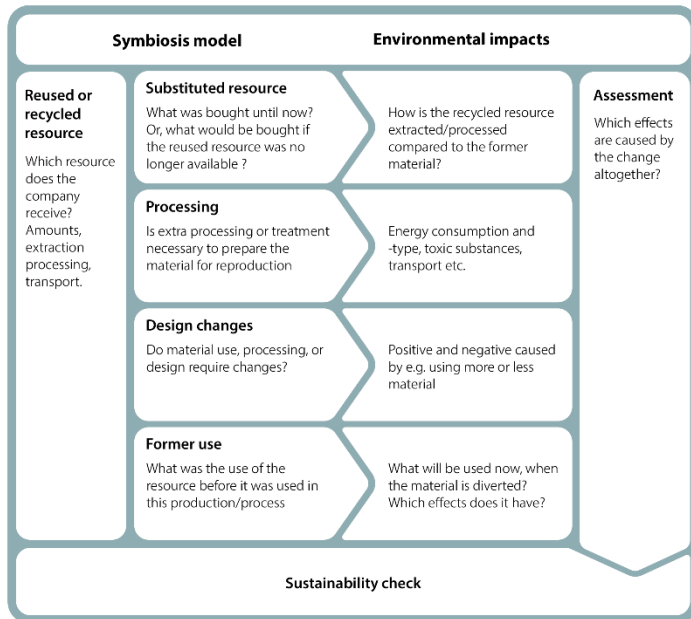 Symbiosis model
Environmental impacts
Reused or
recycled
resource
Which resource
does the
company
receive?
Amounts,
extraction
processing,
transport.
Substituted resource
What was bought until now?
Or, what would be bought if
the reused resource was no
longer available ?
How is the recycled resource
extracted/processed
compared to the former
material?
Processing
Is extra processing or treatment
necessary to prepare the
material for reproduction
Energy consumption and
-type, toxic substances,
transport etc.
Design changes
Do material use, processing, or
design require changes?
Positive and negative caused
by e.g. using more or less
material
Former use
What was the use of the
resource before it was used in
this production/process
What will be used now, when
the material is diverted?
Which effects does it have?
Assessment
Which effects
are caused by
the change
altogether?
Sustainability check